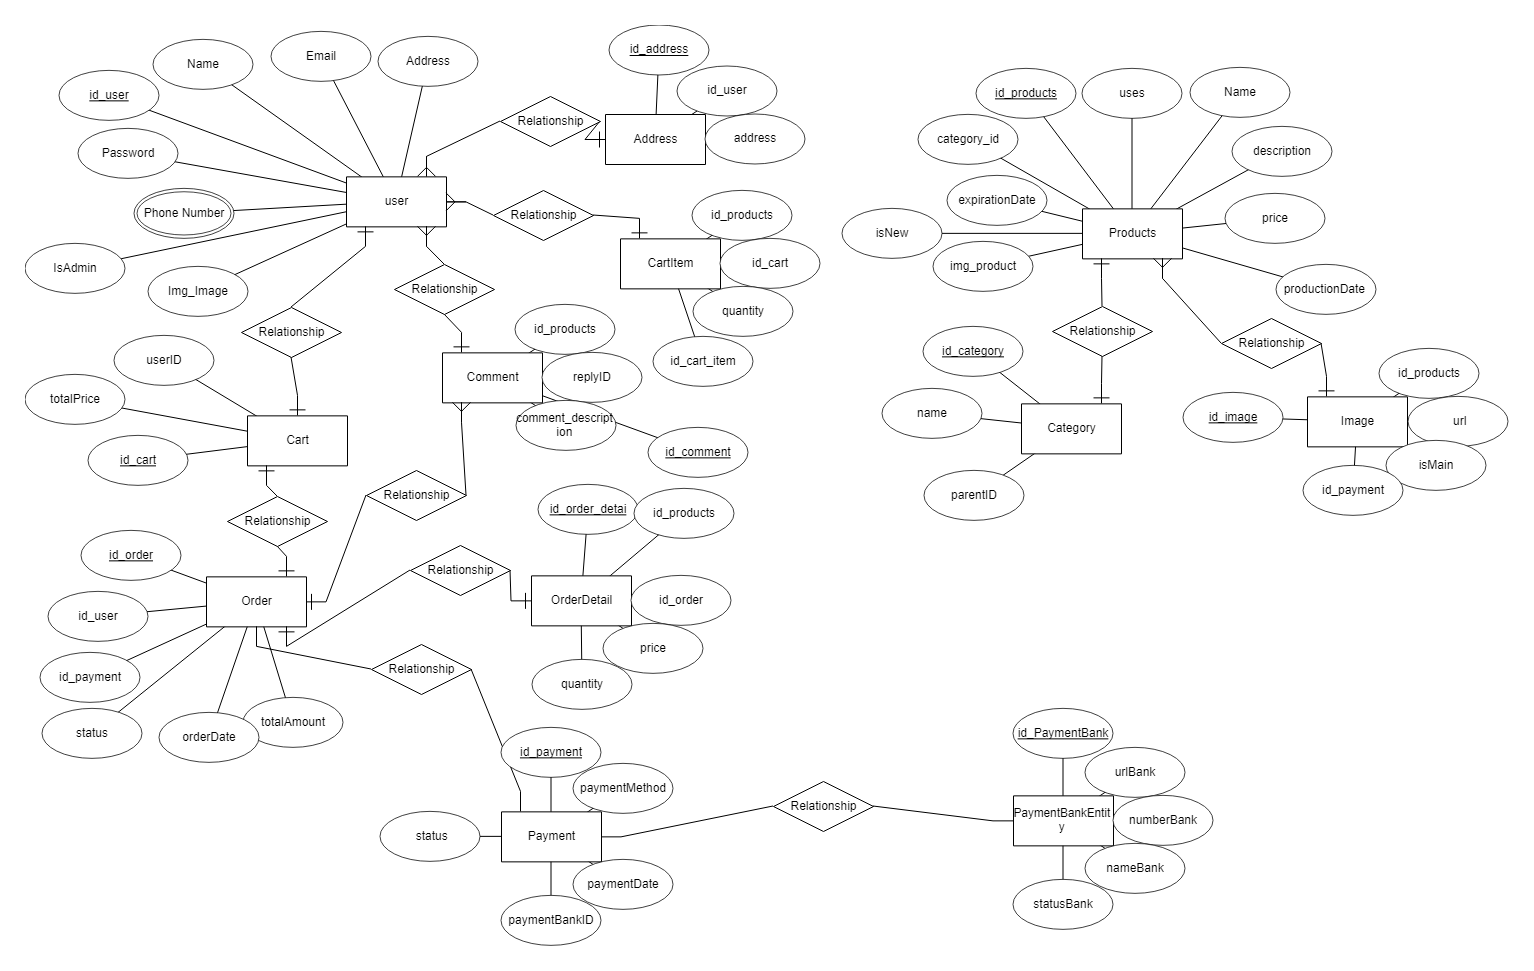 id_address
Email
Name
Address
id_user
id_user
id_products
uses
Name
Relationship
Address
address
category_id
Password
description
expirationDate
user
Phone Number
Relationship
id_products
price
isNew
Products
CartItem
id_cart
IsAdmin
img_product
Img_Image
Relationship
quantity
productionDate
id_products
Relationship
Relationship
Relationship
userID
id_cart_item
id_category
Comment
replyID
id_products
totalPrice
comment_descript
ion
name
Category
id_image
Image
url
Cart
id_cart
id_comment
isMain
Relationship
parentID
id_payment
id_order_detai
id_products
Relationship
id_order
Relationship
Order
OrderDetail
id_order
id_user
price
Relationship
id_payment
quantity
totalAmount
status
orderDate
id_payment
id_PaymentBank
urlBank
paymentMethod
Relationship
PaymentBankEntit
y
numberBank
status
Payment
nameBank
paymentDate
statusBank
paymentBankID